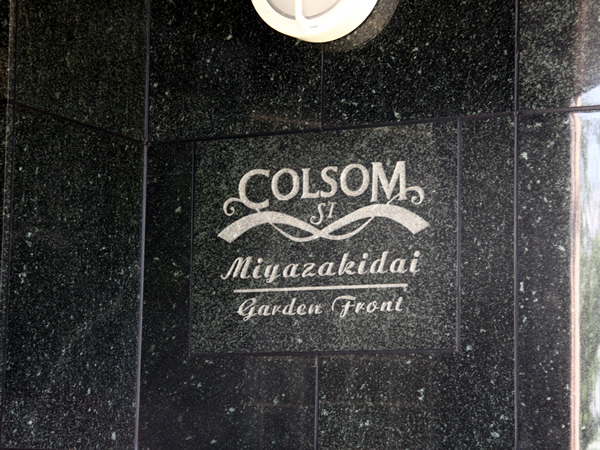 COLSOM
SI
Miyazakidai
Garden Front